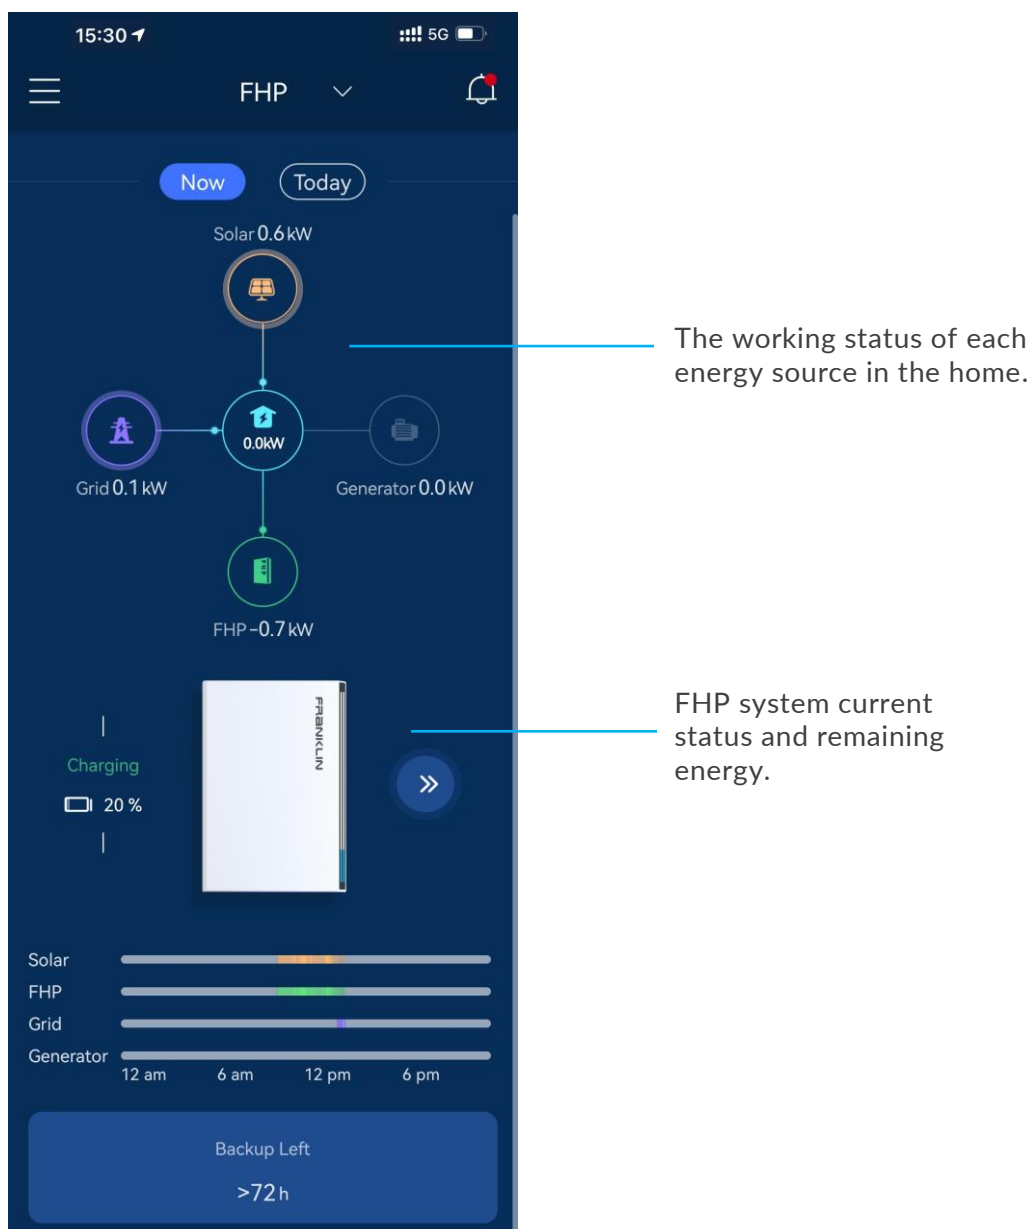 15:30 5G
FHP
Now Today
Solar 0.6 kW
0.0kW
Grid 0.1 kW Generator 0.0 kW
FHP -0.7 kW
FRANKLIN
Charging
20 %
Solar
FHP
Grid
Generator
12 am 6 am 12 pm 6 pm
Backup Left
>72 h
The working status of each
energy source in the home.
FHP system current
status and remaining
energy.